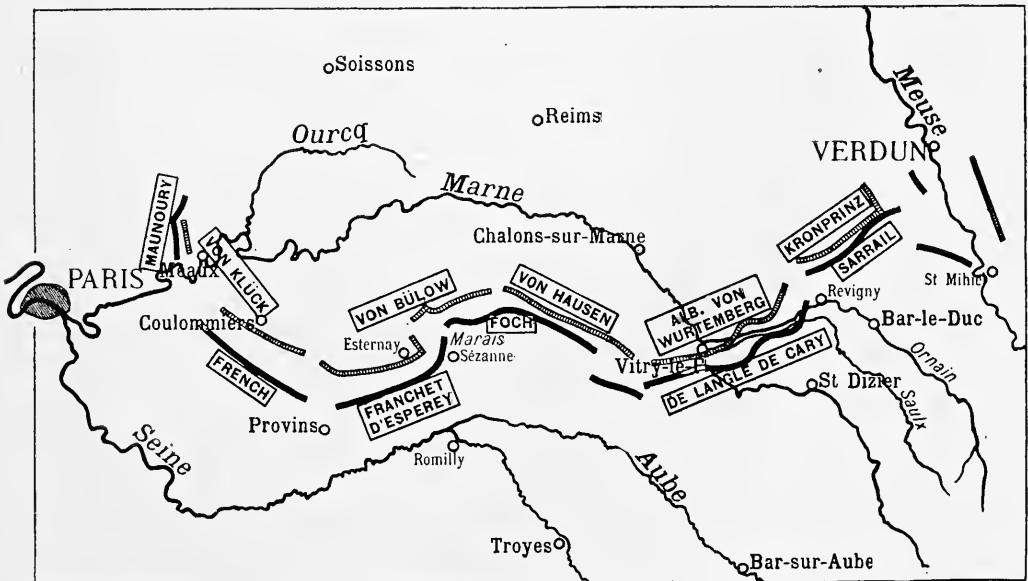 Soissons
Reims
Ourcq
Meuse
VERDUN
Marne
MAUNOURY
VON KLÜCK
Meaux
PARIS
Chalons-sur-Marne
KRONPRINZ
SARRAIL
St Mihiel
Revigny
Bar-le-Duc
VON BÜLOW
VON HAUSEN
ALB. VON
WURTEMBERG
FOCH
Marais
Sézanne
Esternay
Coulommiers
FRENCH
Vitry-le-F
DE LANGLE DE CARY
St Dizier
Ornain
Saulx
FRANCHET
D'ESPEREY
Provins
Romilly
Seine
Aube
Troyes
Bar-sur-Aube